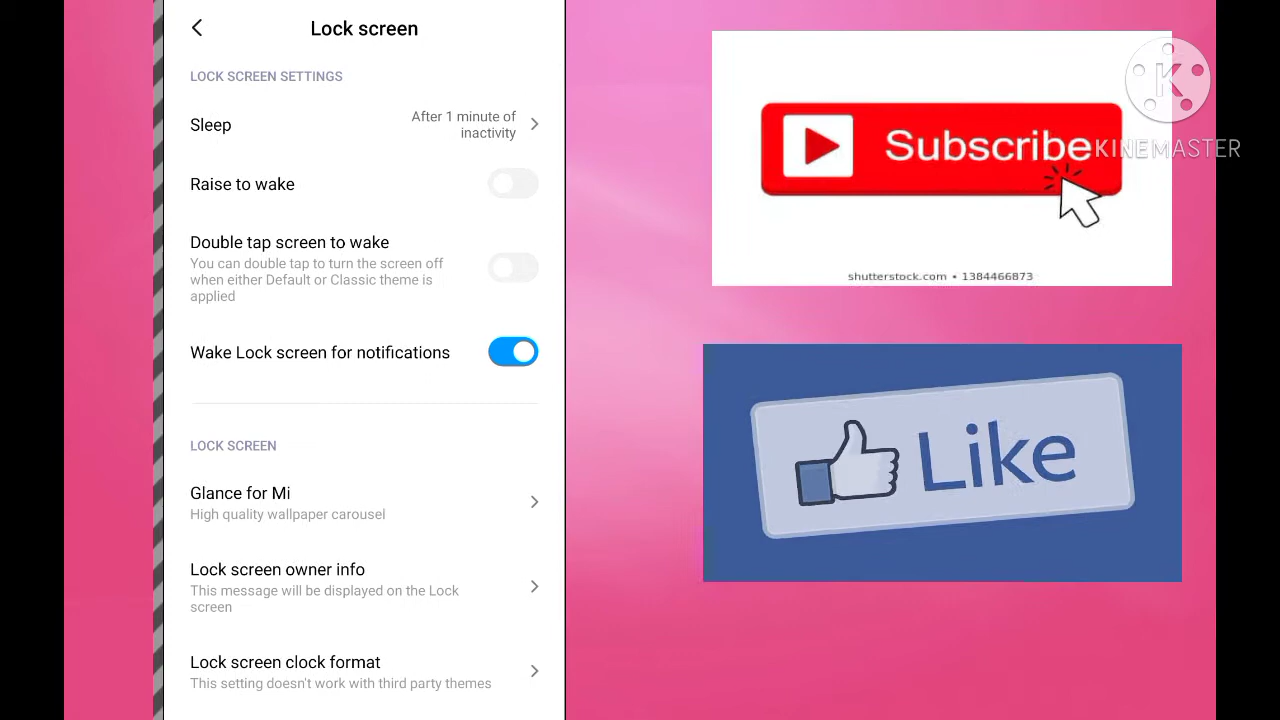 Lock screen
LOCK SCREEN SETTINGS
Sleep
After 1 minute of
inactivity
Raise to wake
Double tap screen to wake
You can double tap to turn the screen off
when either Default or Classic theme is
applied
Wake Lock screen for notifications
LOCK SCREEN
Glance for Mi
High quality wallpaper carousel
Lock screen owner info
This message will be displayed on the Lock
screen
Lock screen clock format
This setting doesn't work with third party themes
Subscribe
shutterstock.com • 1384466873
K
KINEMASTER
Like